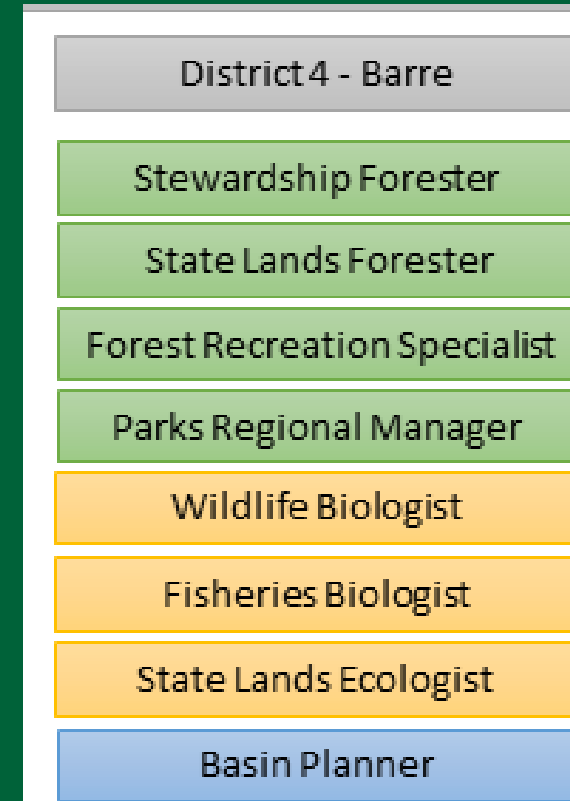 District 4 - Barre
Stewardship Forester
State Lands Forester
Forest Recreation Specialist
Parks Regional Manager
Wildlife Biologist
Fisheries Biologist
State Lands Ecologist
Basin Planner